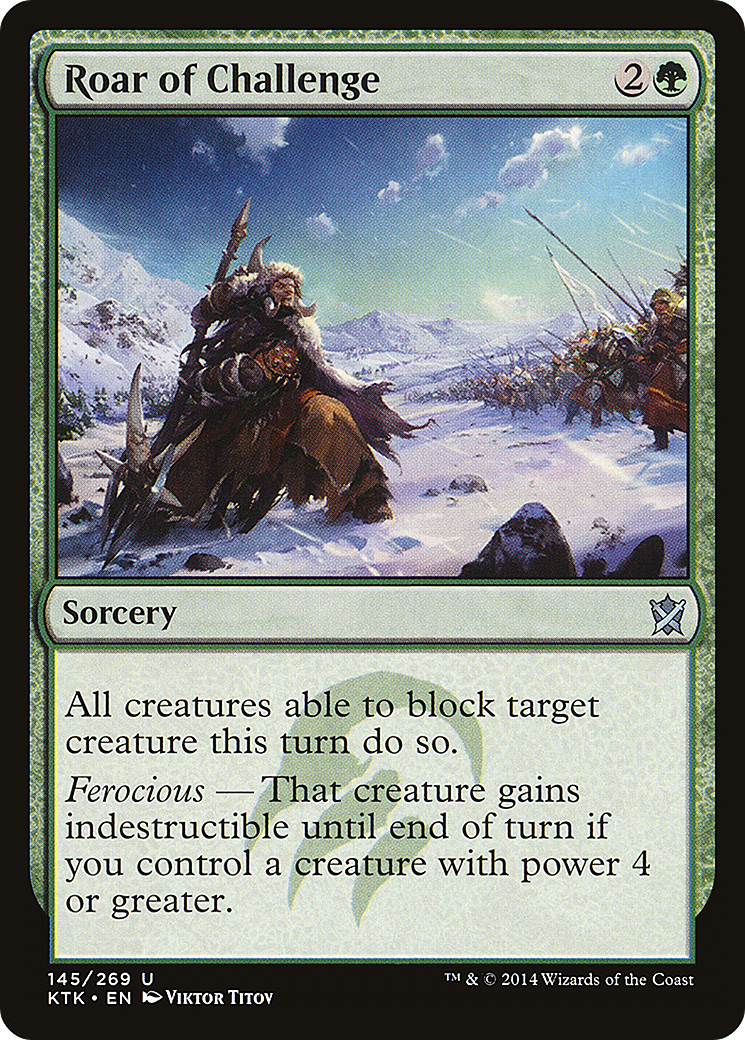 Roar of Challenge 2
Sorcery
All creatures able to block target
creature this turn do so.
Ferocious — That creature gains
indestructible until end of turn if
you control a creature with power 4
or greater.
145/269 U
™ & © 2014 Wizards of the Coast
KTK • EN Viktor Titov